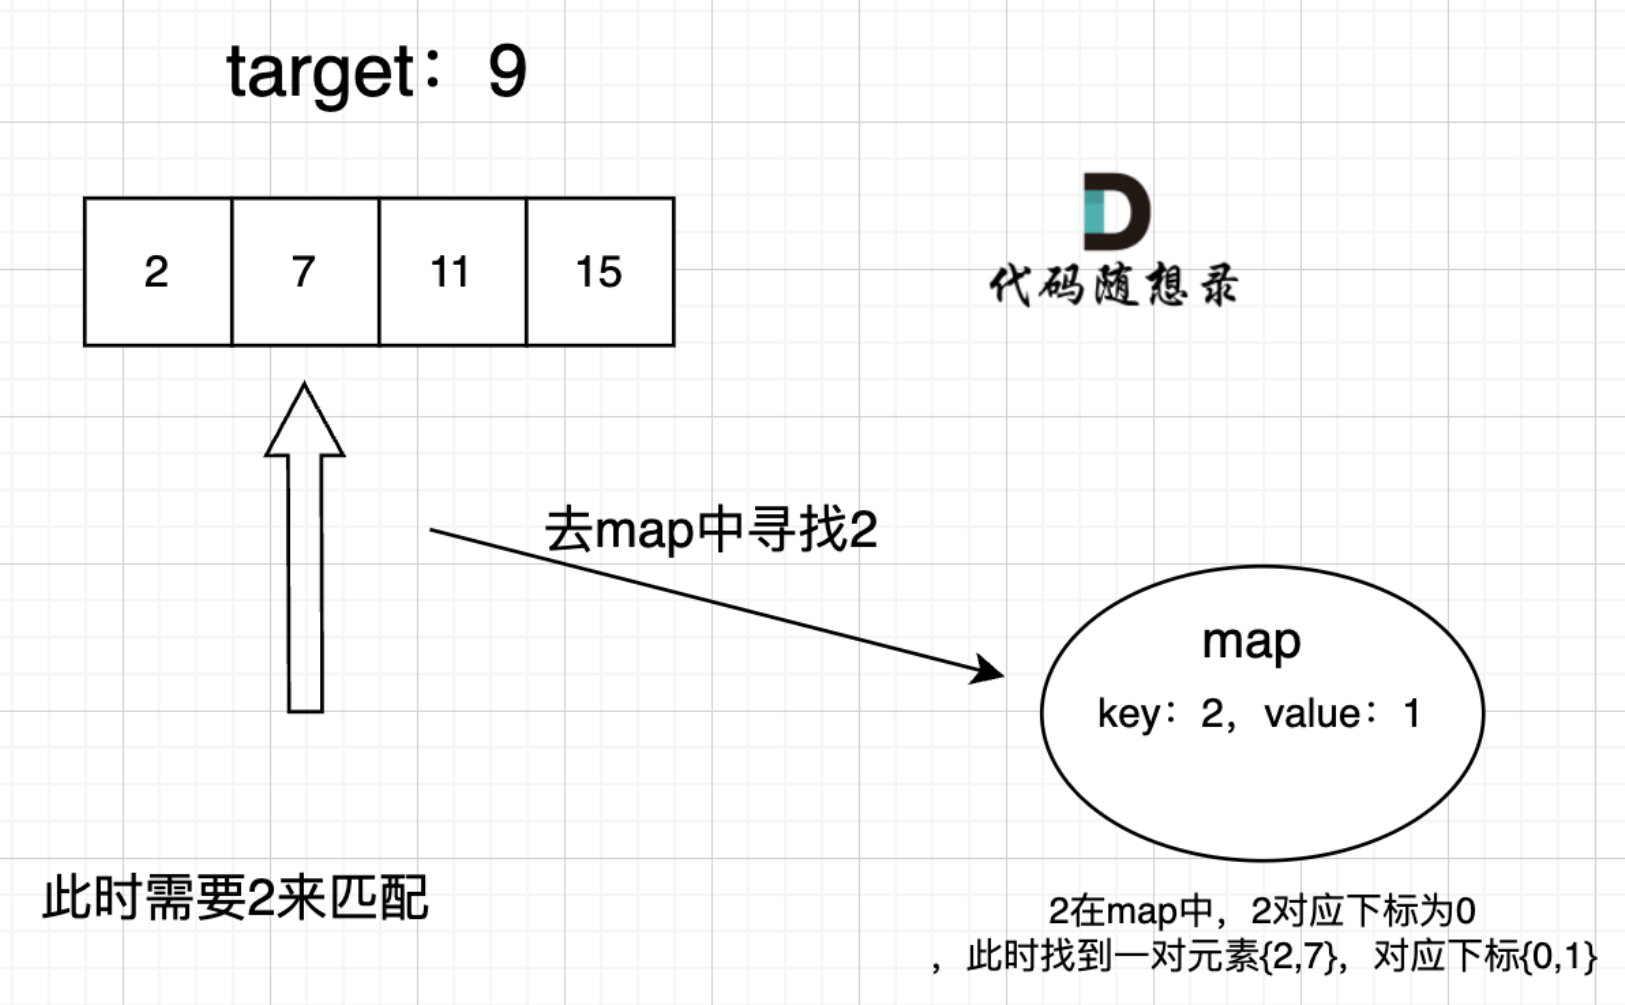 target：9
2 7 11 15
代码随想录
去map中寻找2
map
key：2，value：1
此时需要2来匹配
2在map中，2对应下标为0
，此时找到一对元素{2,7}，对应下标{0,1}